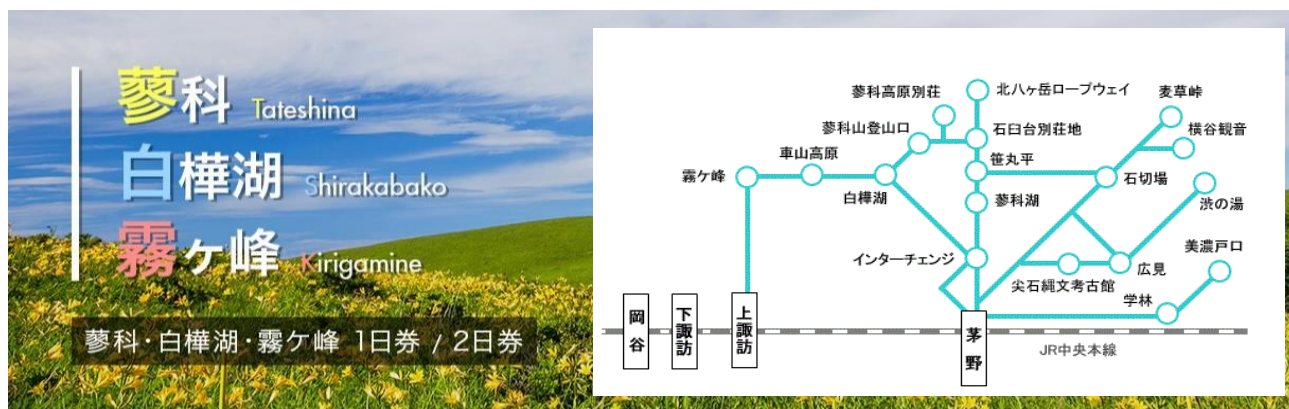 蓼科 Tateshina
白樺湖 Shirakabako
霧ヶ峰 Kirigamine
蓼科・白樺湖・霧ケ峰 1日券 / 2日券
北八ヶ岳ロープウェイ
麦草峠
蓼科高原別荘
横谷観音
蓼科山登山口
石臼台別荘地
車山高原
笹丸平
霧ケ峰
石切場
白樺湖
蓼科湖
渋の湯
美濃戸口
インターチェンジ
広見
尖石縄文考古館
学林
岡谷
下諏訪
上諏訪
茅野
JR中央本線